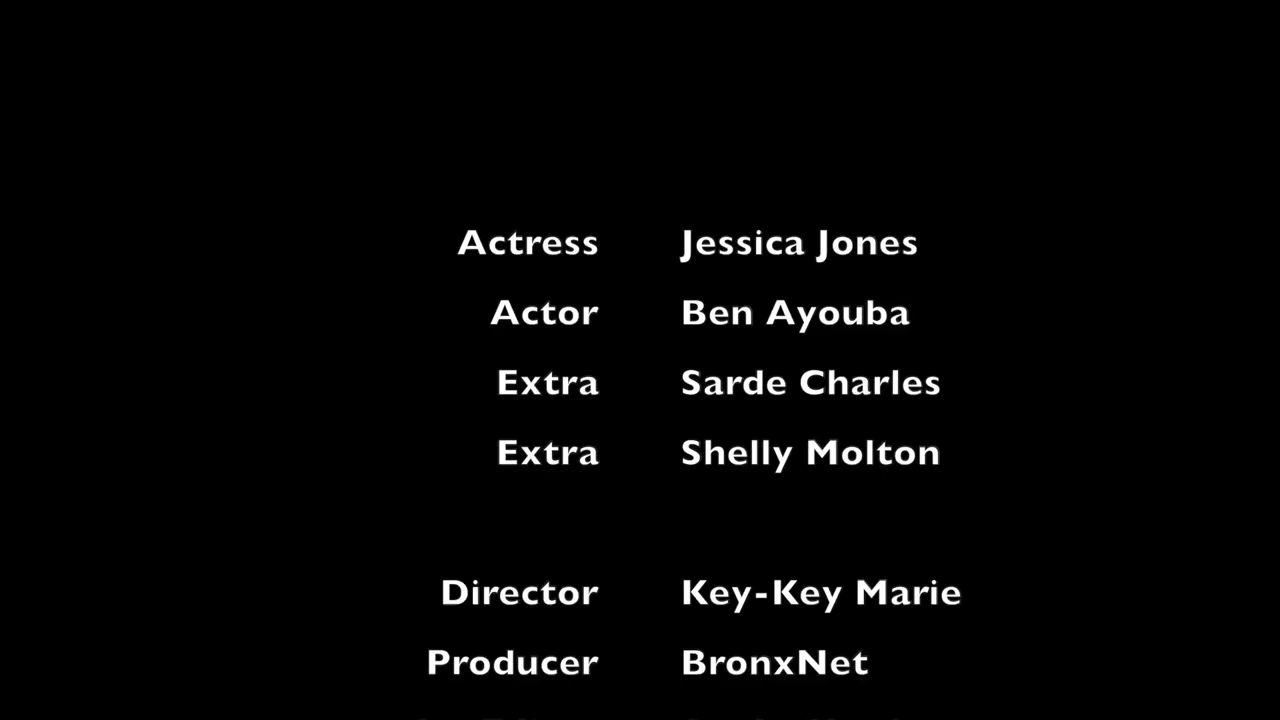 Actress Jessica Jones
Actor Ben Ayouba
Extra Sarde Charles
Extra Shelly Molton
Director Key-Key Marie
Producer BronxNet